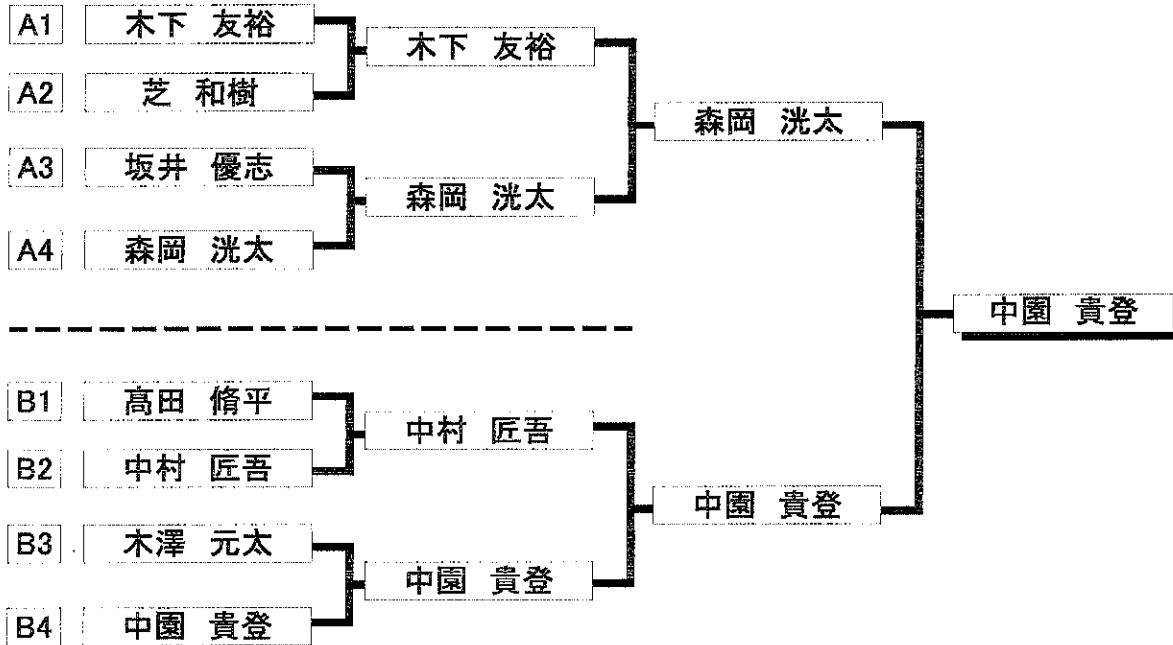 A1 木下 友裕
A2 芝 和樹
A3 坂井 優志
A4 森岡 洸太
B1 高田 脩平
B2 中村 匠吾
B3 木澤 元太
B4 中園 貴登
木下 友裕
森岡 洸太
中村 匠吾
中園 貴登
森岡 洸太
中園 貴登
中園 貴登